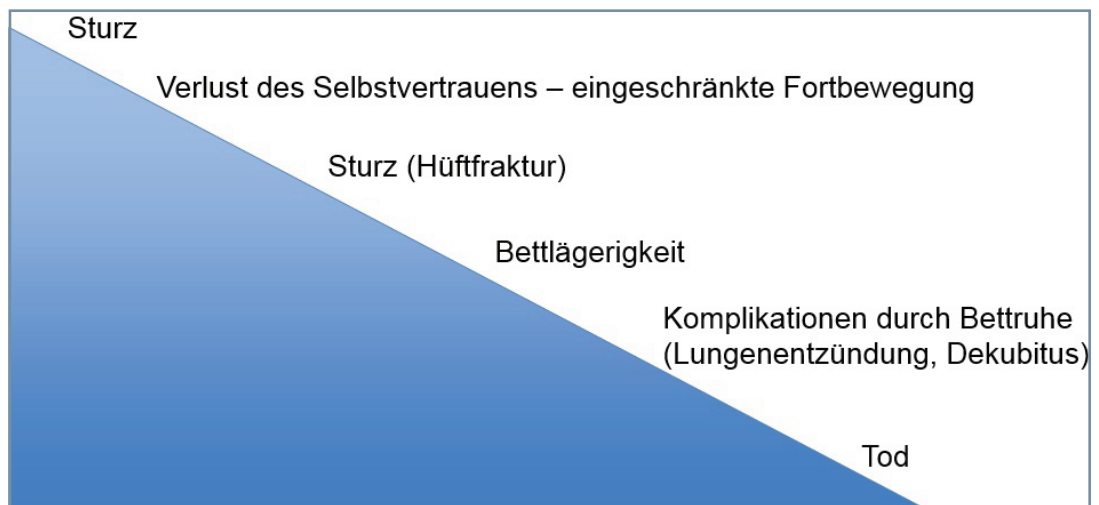 Sturz
Verlust des Selbstvertrauens – eingeschränkte Fortbewegung
Sturz (Hüftfraktur)
Bettlägerigkeit
Komplikationen durch Bettruhe
(Lungenentzündung, Dekubitus)
Tod